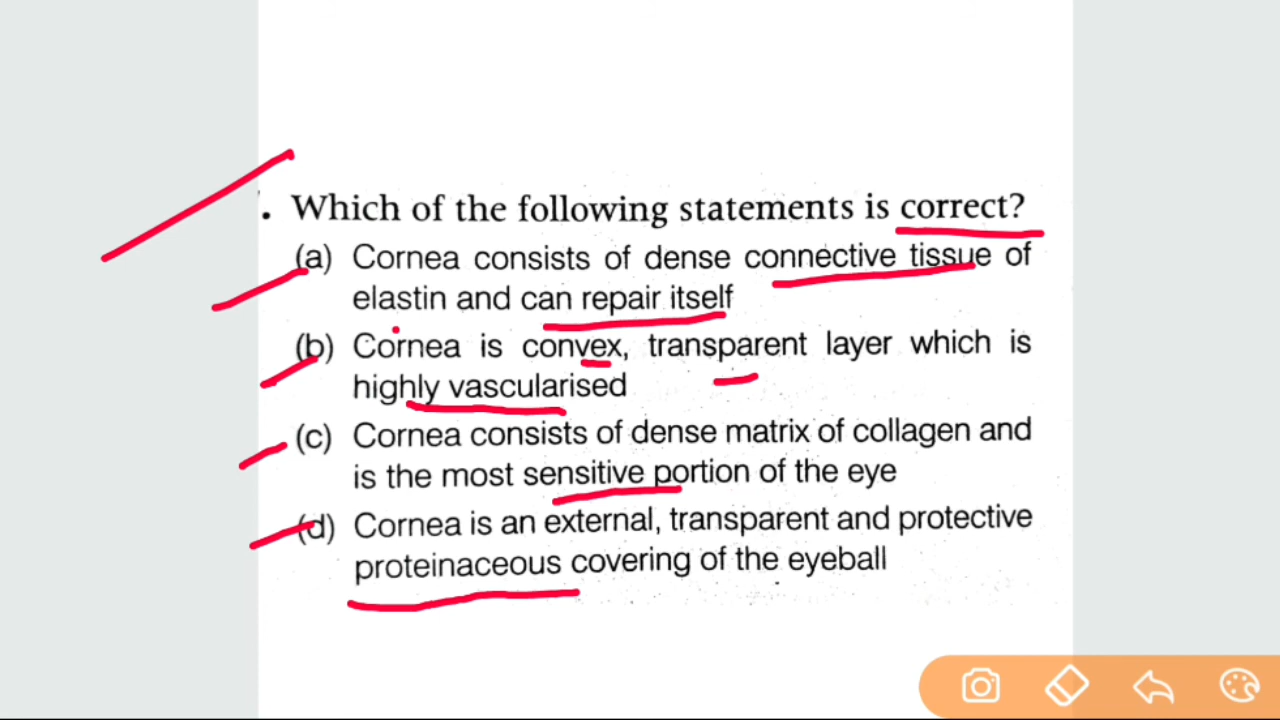 . Which of the following statements is correct?
(a) Cornea consists of dense connective tissue of
elastin and can repair itself
(b) Cornea is convex, transparent layer which is
highly vascularised
(c) Cornea consists of dense matrix of collagen and
is the most sensitive portion of the eye
(d) Cornea is an external, transparent and protective
proteinaceous covering of the eyeball